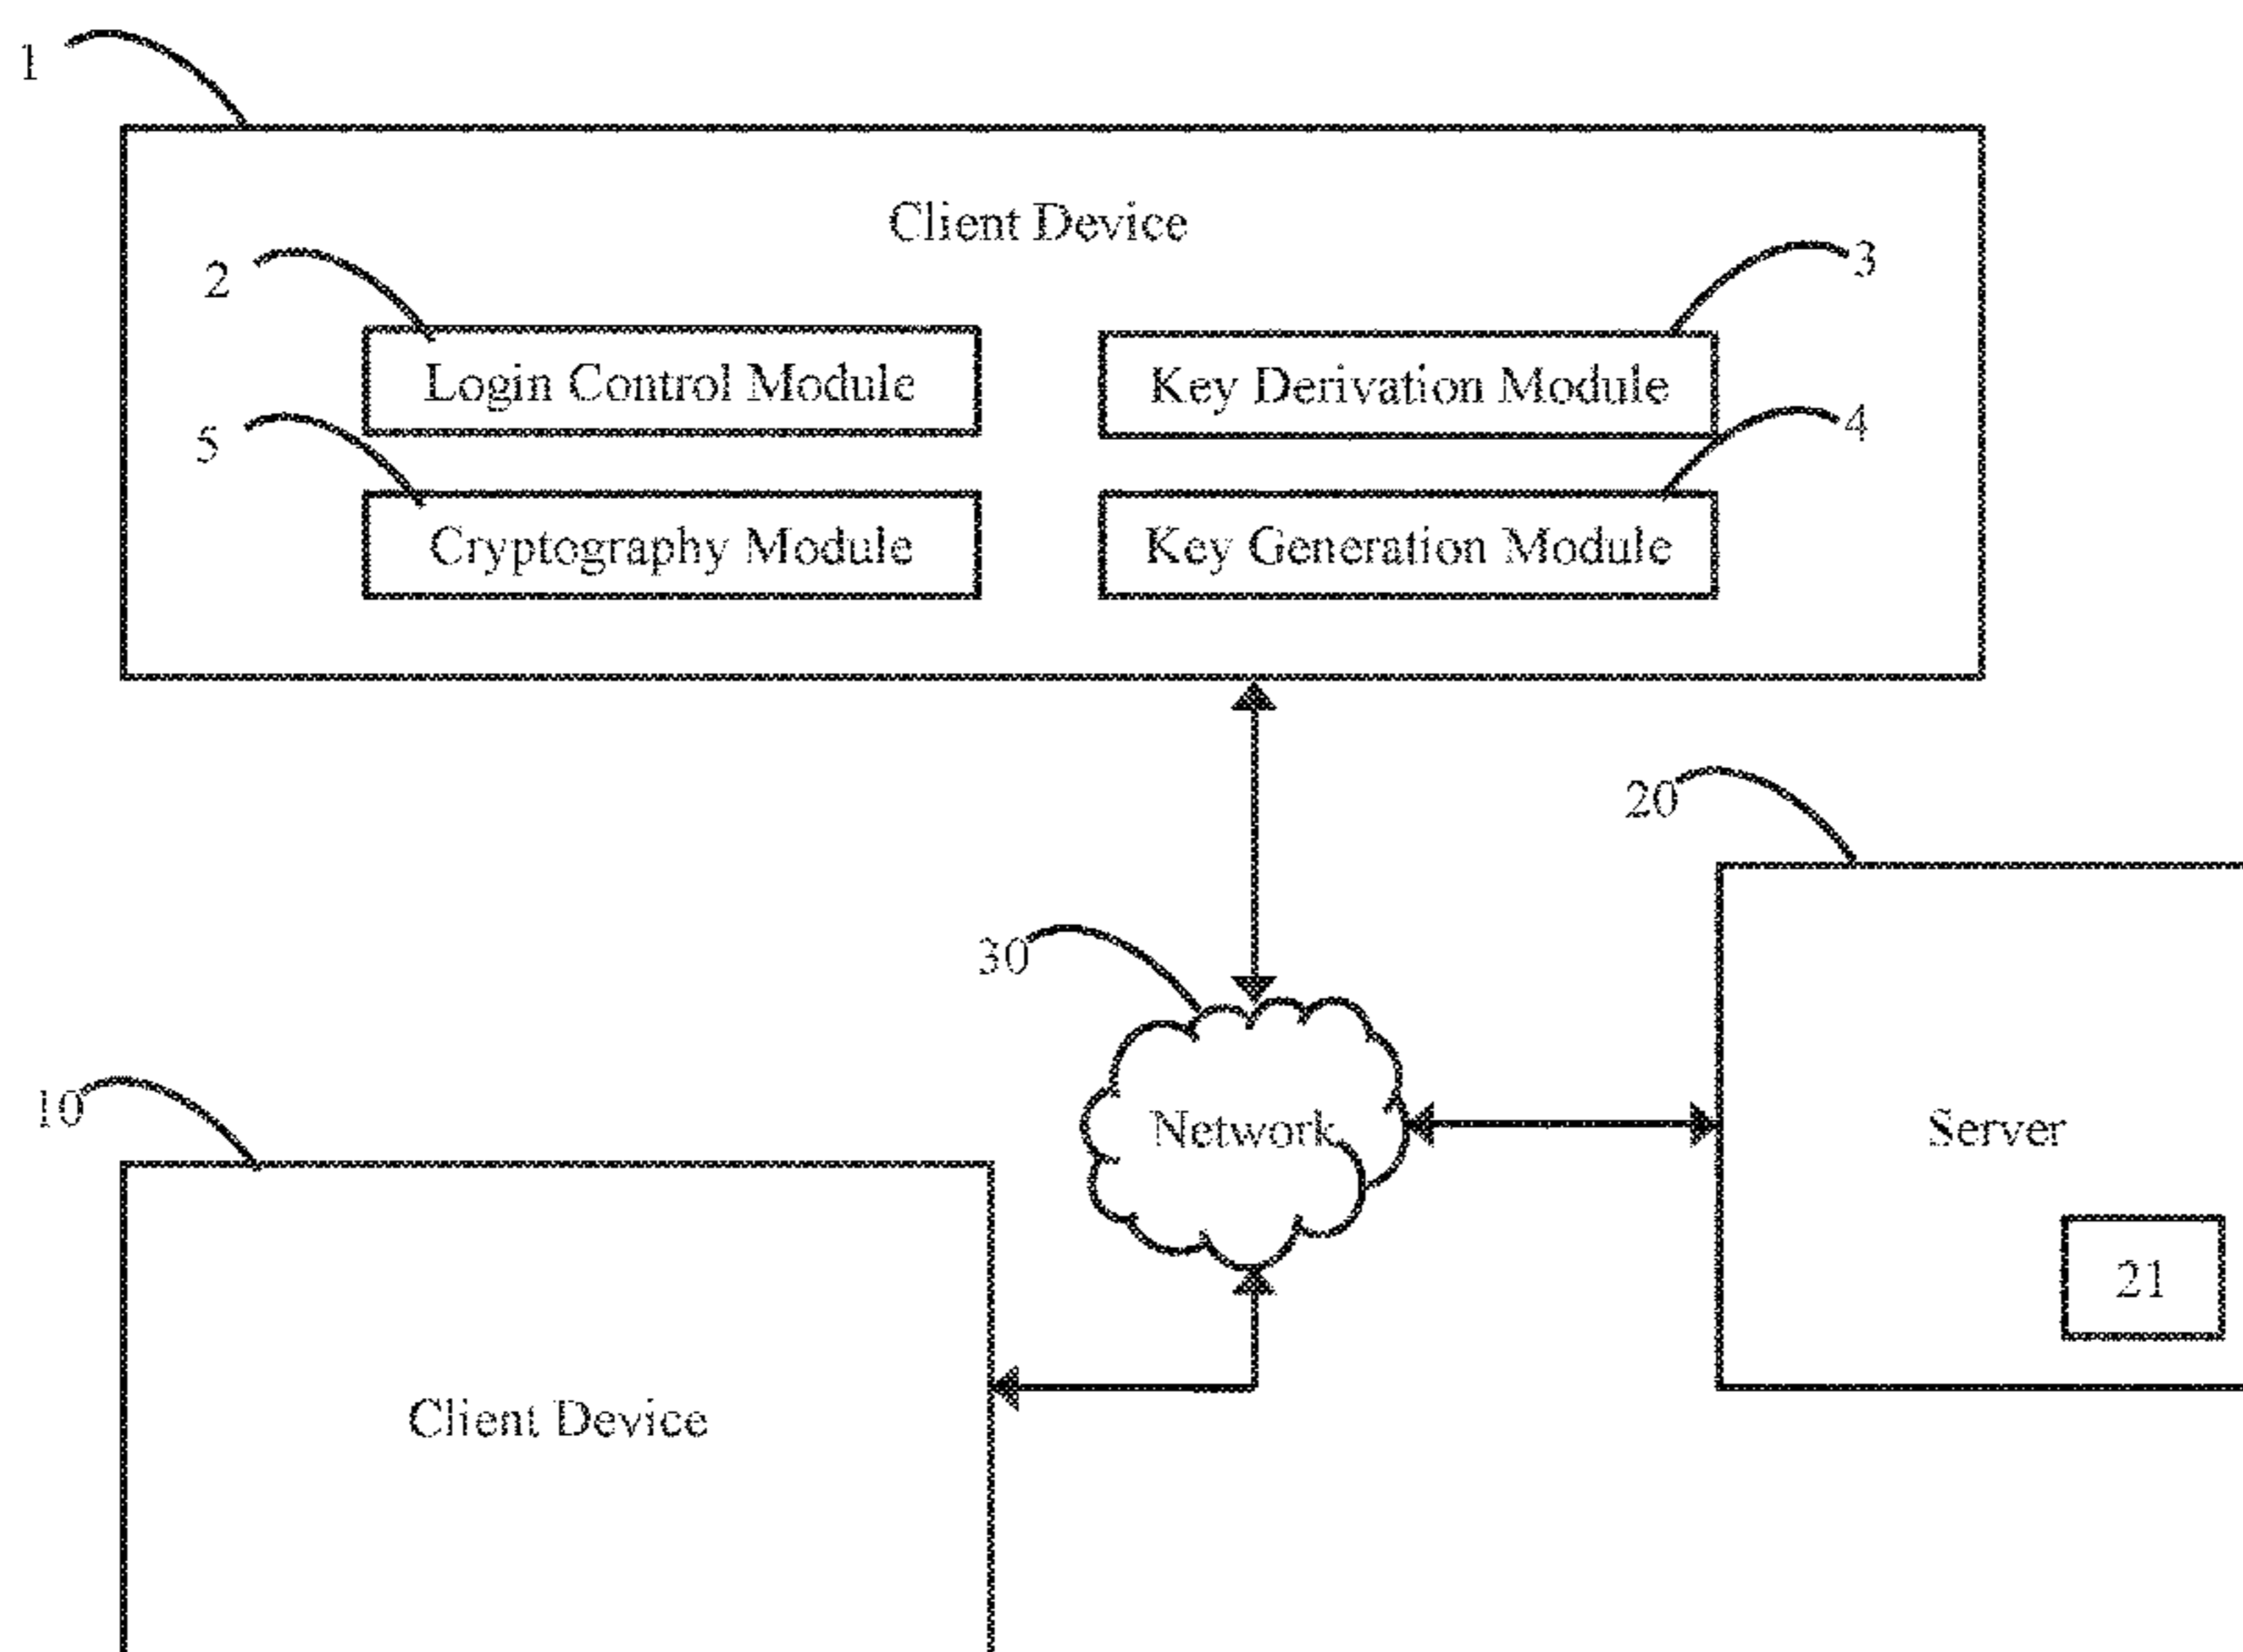 1
Client Device
2
3
Login Control Module
Key Derivation Module
5
4
Cryptography Module
Key Generation Module
20
30
10
Network
Server
21
Client Device